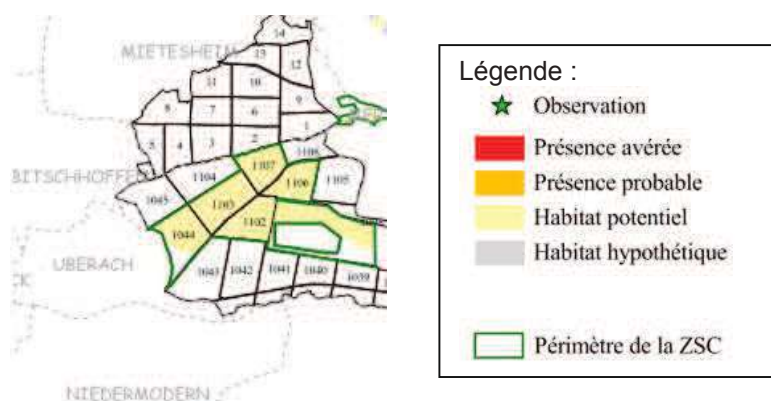 14
MIETESHEIM
13
12
11
10
9
8
7
6
1
5
4
3
2
1107
1108
BITSCHHOFFE
1104
1106
1105
1045
1103
1102
1044
UBERACH
1043
1042
1041
1040
1039
NIEDERMODERN
Légende :
Observation
Présence avérée
Présence probable
Habitat potentiel
Habitat hypothétique
Périmètre de la ZSC